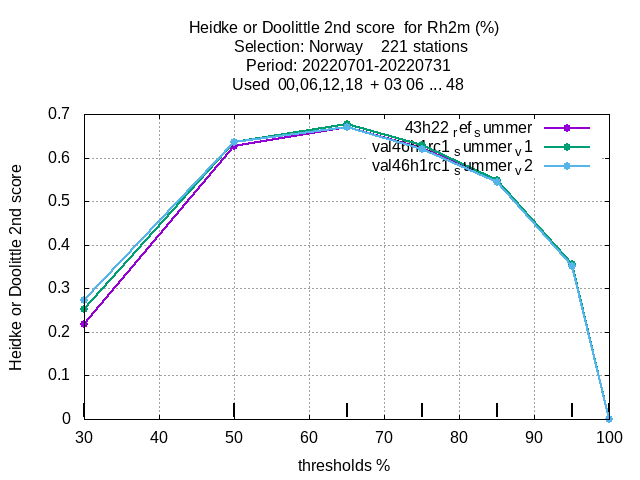 Heidke or Doolittle 2nd score  for Rh2m (%)
Selection: Norway    221 stations
Period: 20220701-20220731
Used  00,06,12,18  + 03 06 ... 48
43h22 ref summer
val46h1rc1 summer v1
val46h1rc1 summer v2
Heidke or Doolittle 2nd score
0.7
0.6
0.5
0.4
0.3
0.2
0.1
0
30 40 50 60 70 80 90 100
thresholds %